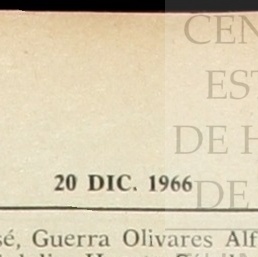 CEN
EST
DE H
DE
20 DIC. 1966
sé, Guerra Olivares Alf